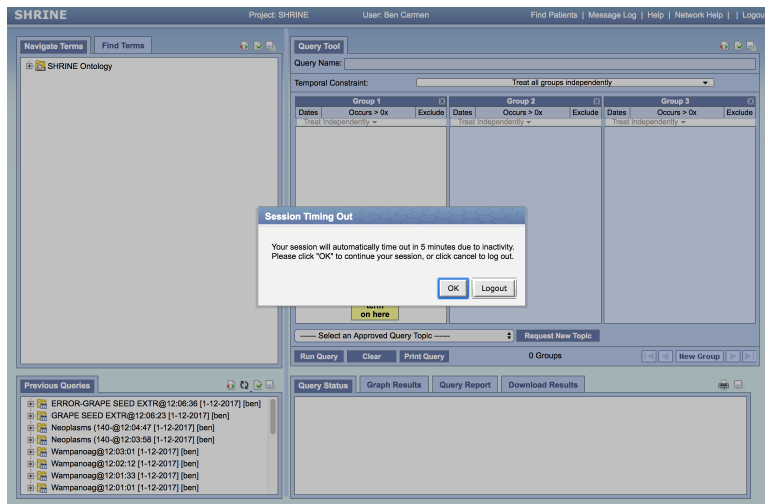 SHRINE
Project: SHRINE
User: Ben Carmen
Find Patients | Message Log | Help | Network Help | | Logou
Navigate Terms
Find Terms
SHRINE Ontology
Query Tool
Query Name:
Temporal Constraint:
Treat all groups independently
Group 1
Group 2
Group 3
Dates
Occurs > 0x
Exclude
Dates
Occurs > 0x
Exclude
Dates
Occurs > 0x
Exclude
Treat Independently
Treat Independently
Treat Independently
Session Timing Out
Your session will automatically time out in 5 minutes due to inactivity.
Please click "OK" to continue your session, or click cancel to log out.
OK
Logout
term
on here
------ Select an Approved Query Topic ------
Request New Topic
Run Query
Clear
Print Query
0 Groups
New Group
Previous Queries
ERROR-GRAPE SEED EXTR@12:06:36 [1-12-2017] [ben]
GRAPE SEED EXTR@12:06:23 [1-12-2017] [ben]
Neoplasms (140-@12:04:47 [1-12-2017] [ben]
Neoplasms (140-@12:03:58 [1-12-2017] [ben]
Wampanoag@12:03:01 [1-12-2017] [ben]
Wampanoag@12:02:12 [1-12-2017] [ben]
Wampanoag@12:01:33 [1-12-2017] [ben]
Wampanoag@12:01:01 [1-12-2017] [ben]
Query Status
Graph Results
Query Report
Download Results